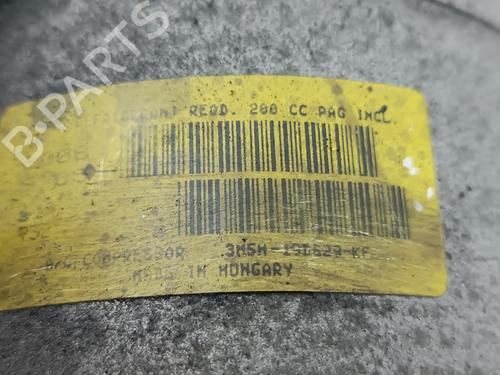 B-PARTS
REQD. 200 CC PAG INCL.
A/C COMPRESSOR 3M5H-19D629-KF
MADE IN HUNGARY